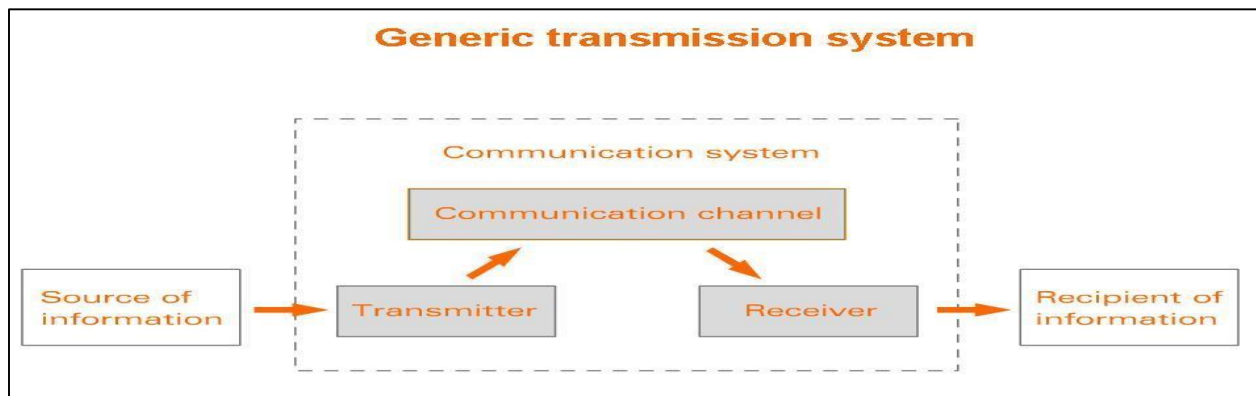 Generic transmission system
Communication system
Communication channel
Source of
information
Transmitter
Receiver
Recipient of
information